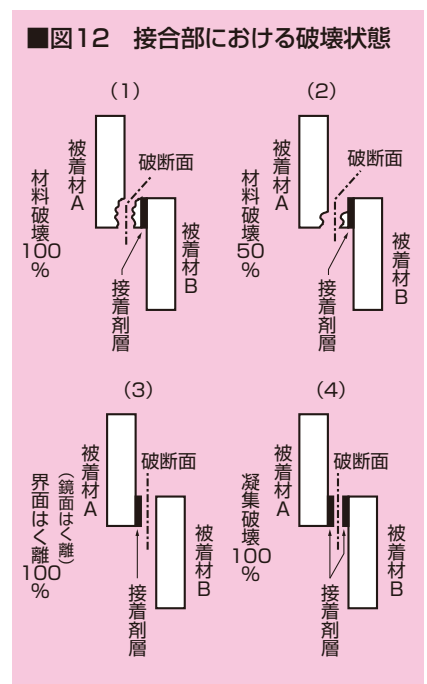 ■図12 接合部における破壊状態
(1)
材料破壊100%
被着材A
破断面
接着剤層
被着材B
(2)
材料破壊50%
被着材A
破断面
接着剤層
被着材B
(3)
界面はく離100%
(鏡面はく離)
被着材A
破断面
接着剤層
被着材B
(4)
凝集破壊100%
被着材A
破断面
接着剤層
被着材B